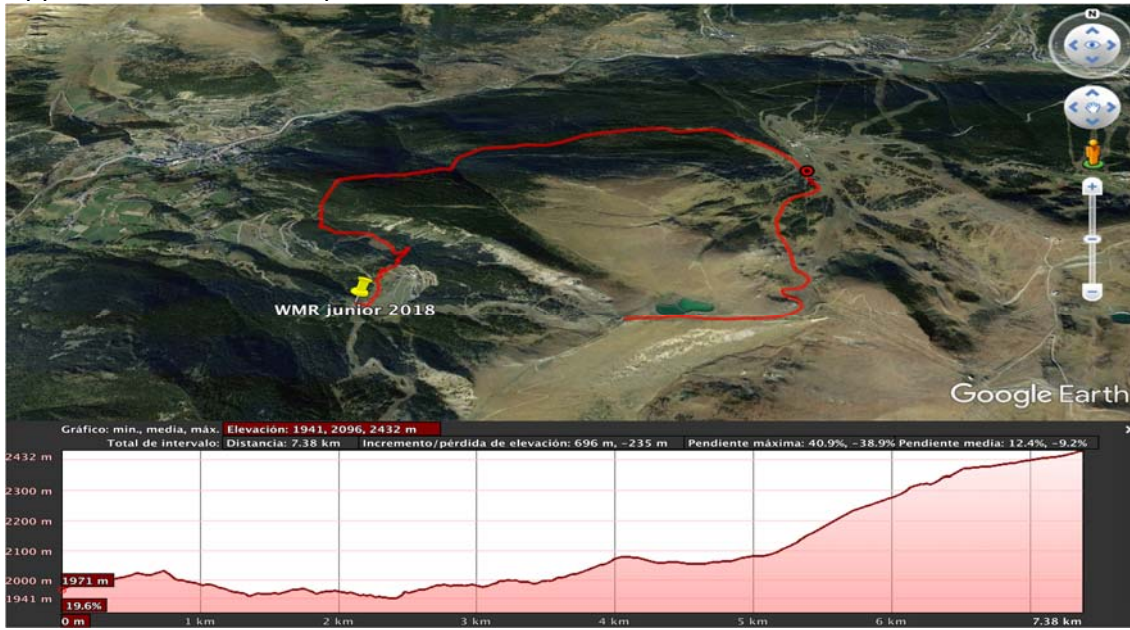 N
WMR junior 2018
Google Earth
Gráfico: min., media, máx. Elevación: 1941, 2096, 2432 m
Total de intervalo: Distancia: 7.38 km Incremento/pérdida de elevación: 696 m, -235 m Pendiente máxima: 40.9%, -38.9% Pendiente media: 12.4%, -9.2%
2432 m
2300 m
2200 m
2100 m
2000 m
1971 m
1941 m
19.6%
0 m 1 km 2 km 3 km 4 km 5 km 6 km 7.38 km